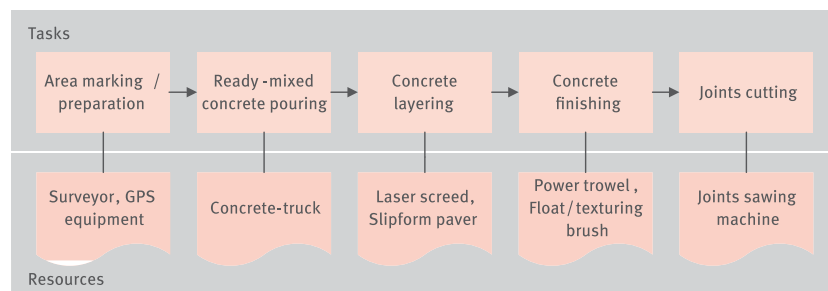 Tasks
Area marking /
preparation
Ready-mixed
concrete pouring
Concrete
layering
Concrete
finishing
Joints cutting
Surveyor, GPS
equipment
Concrete-truck
Laser screed,
Slipform paver
Power trowel,
Float/texturing
brush
Joints sawing
machine
Resources